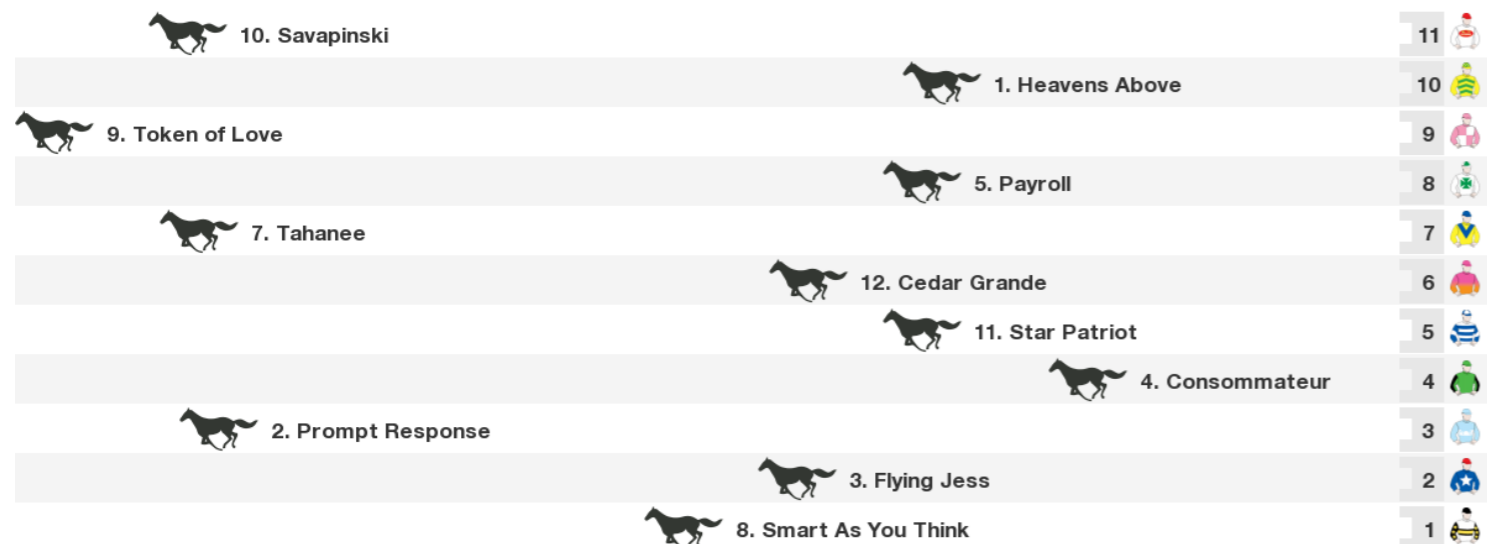 10. Savapinski 11
1. Heavens Above 10
9. Token of Love 9
5. Payroll 8
7. Tahanee 7
12. Cedar Grande 6
11. Star Patriot 5
4. Consommateur 4
2. Prompt Response 3
3. Flying Jess 2
8. Smart As You Think 1